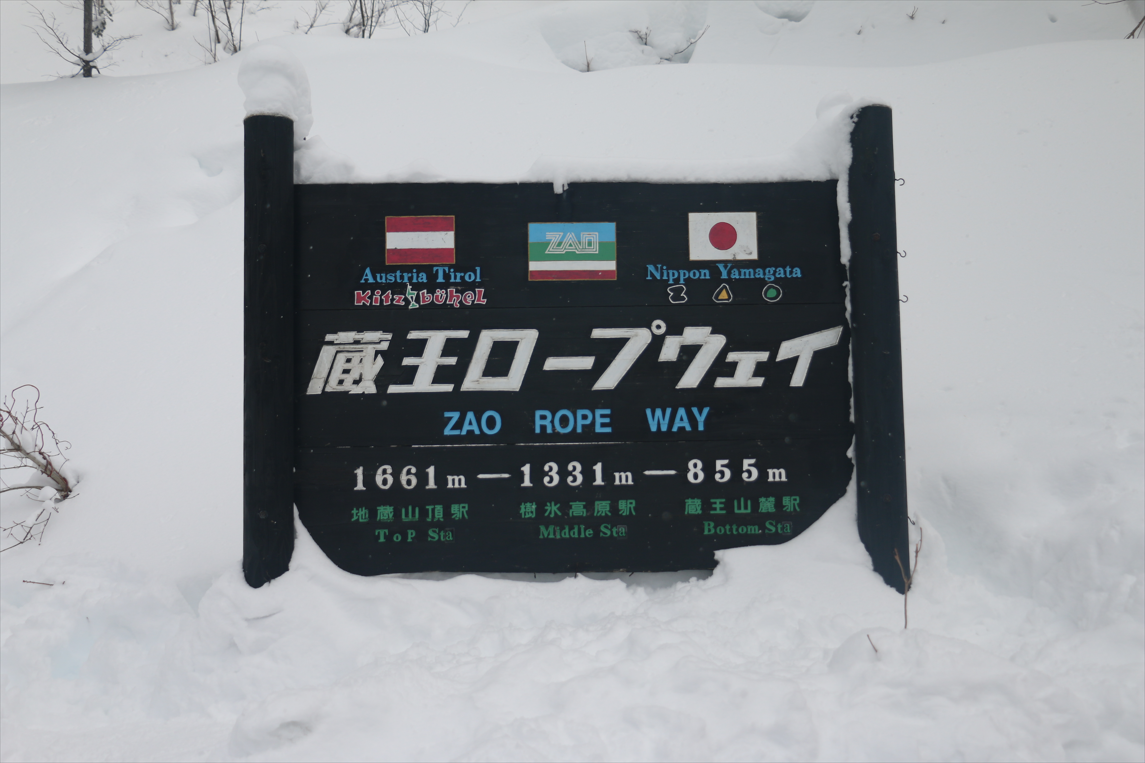 ZAO
Austria Tirol
Nippon Yamagata
Kitzbühel
蔵王ロープウェイ
ZAO ROPE WAY
1661m — 1331m — 855m
地蔵山頂駅 樹氷高原駅 蔵王山麓駅
ToP Sta Middle Sta Bottom.Sta